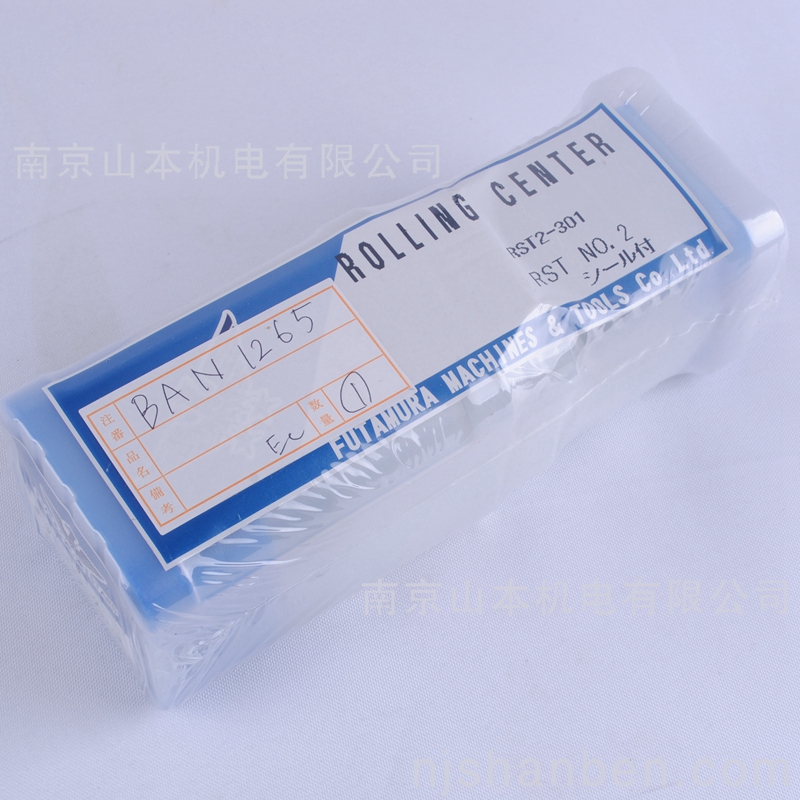 南京山本机电有限公司
ROLLING CENTER
RST2-301
RST NO.2
シール付
FUTAMURA MACHINES & TOOLS Co.,Ltd.
注番 BAN 1265
品名
備考
数量 ①
南京山本机电有限公司
njshanben.com